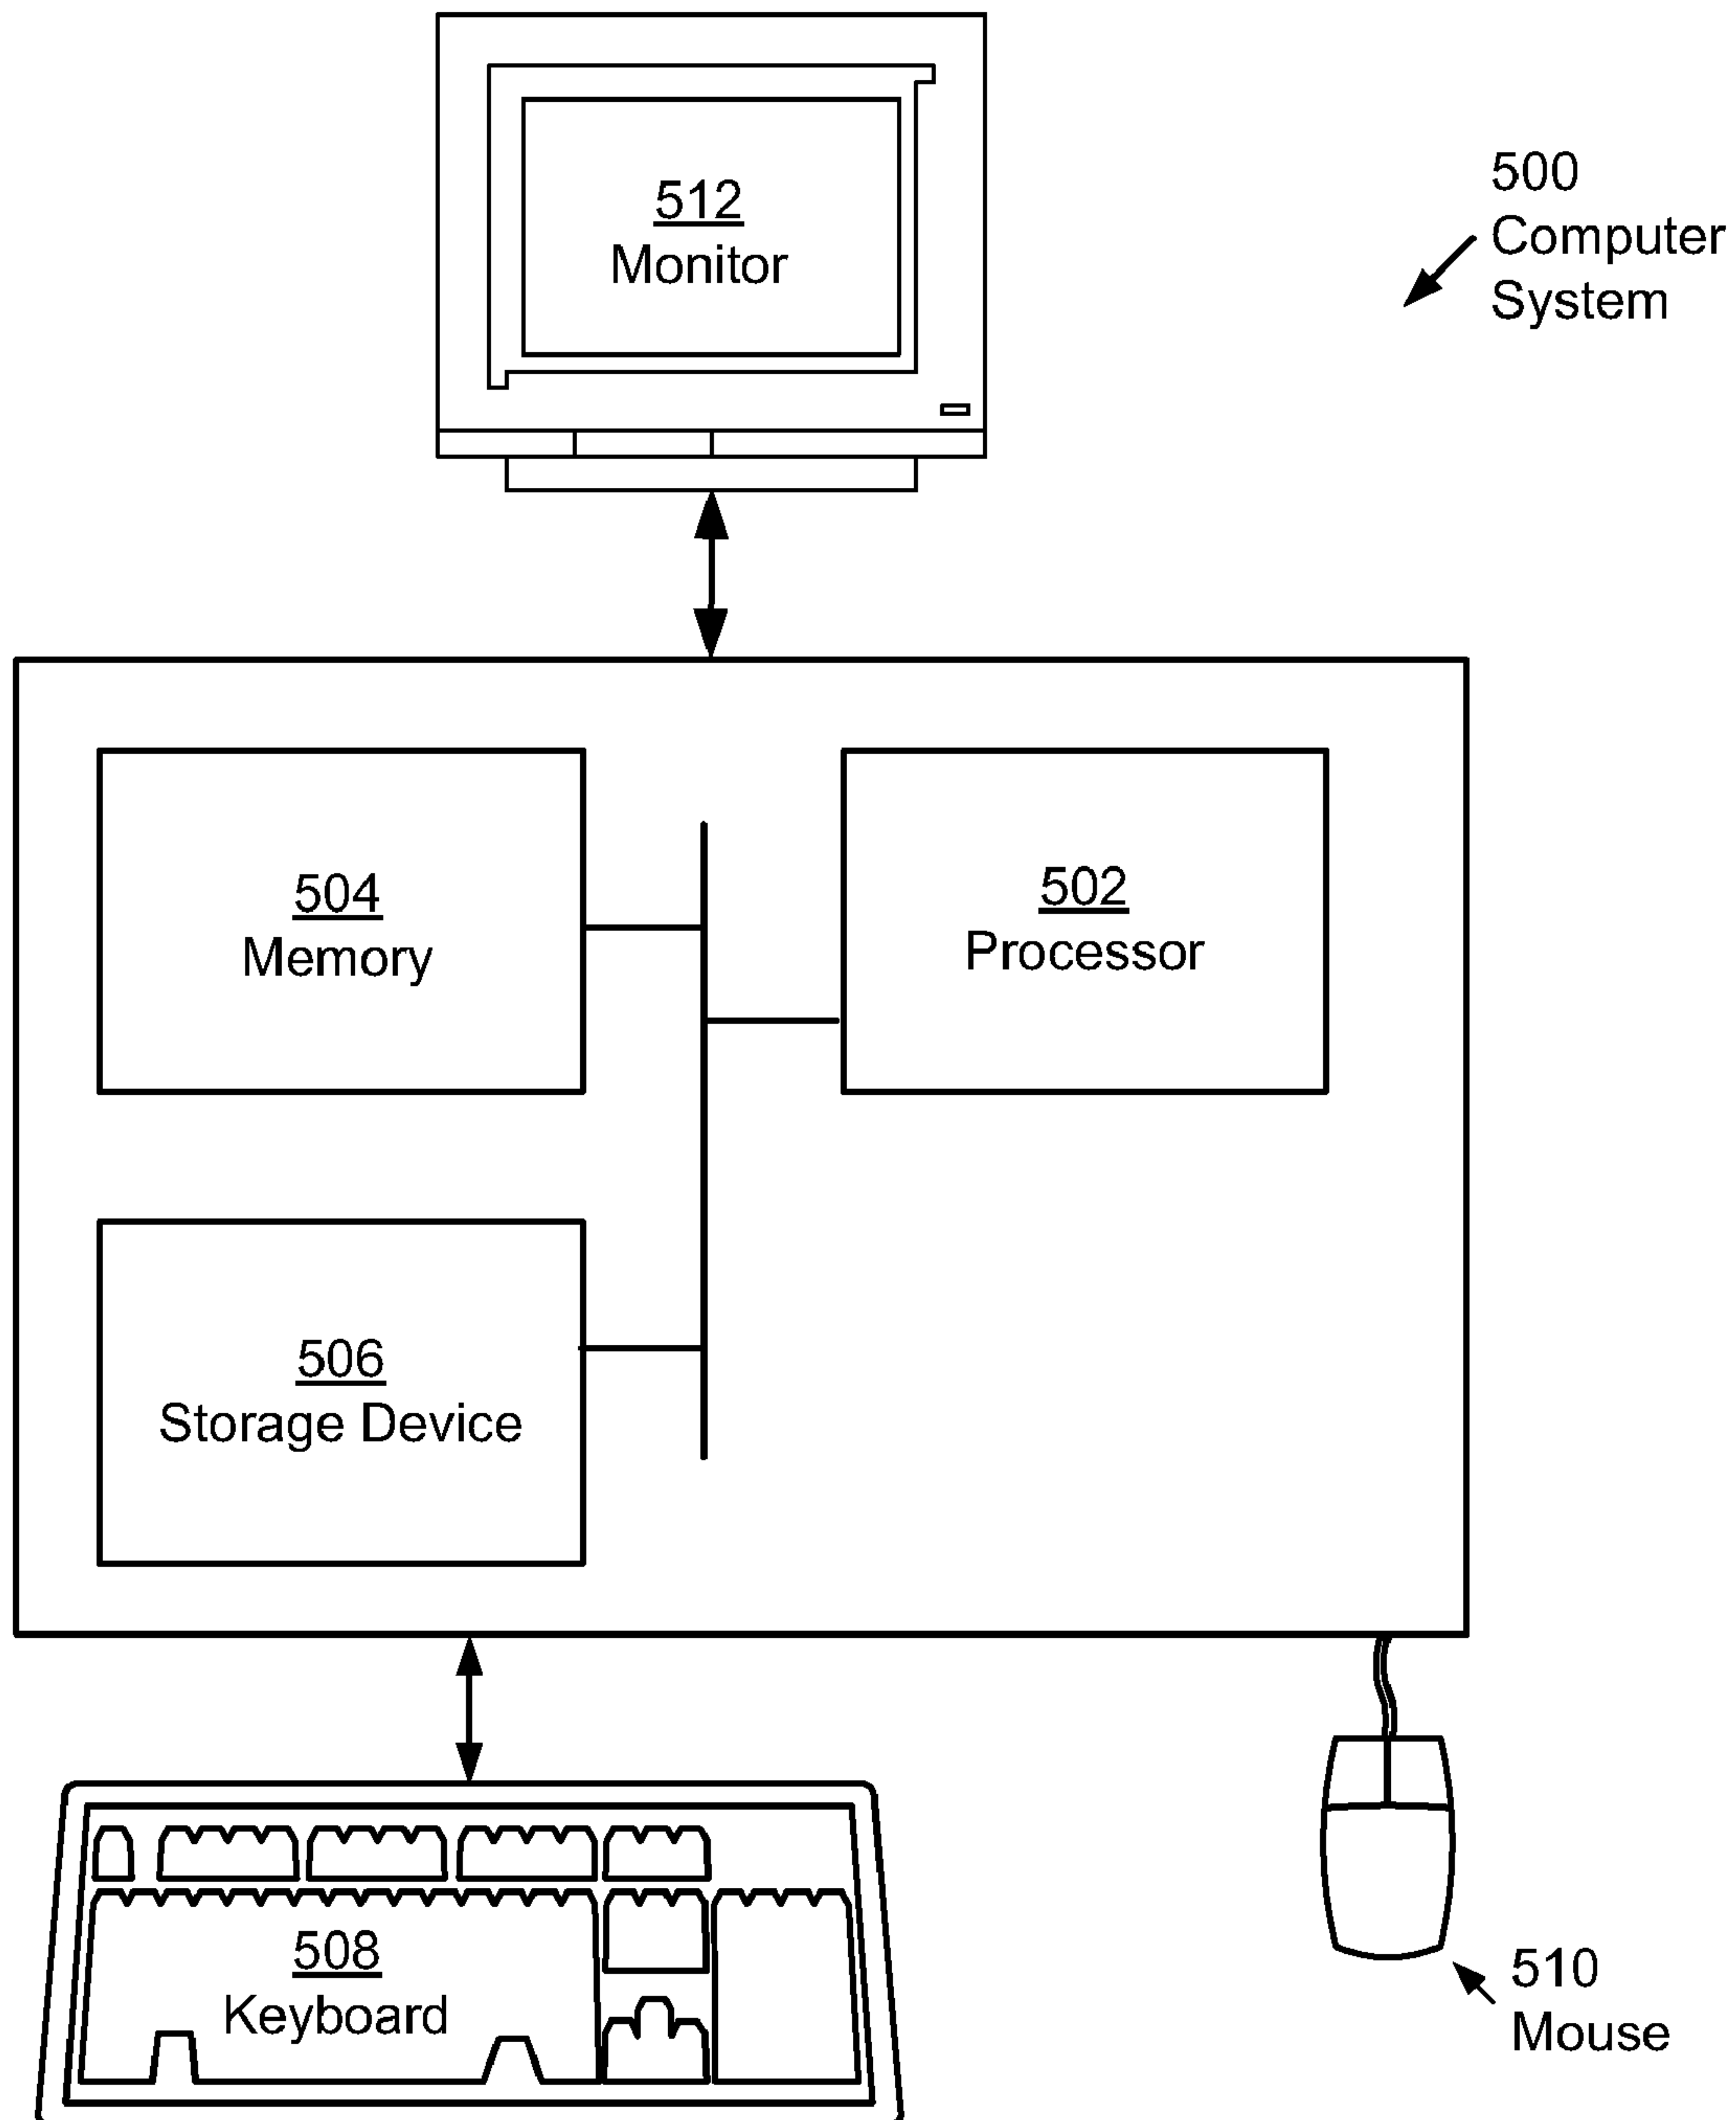 512
Monitor
500
Computer
System
504
Memory
502
Processor
506
Storage Device
508
Keyboard
510
Mouse